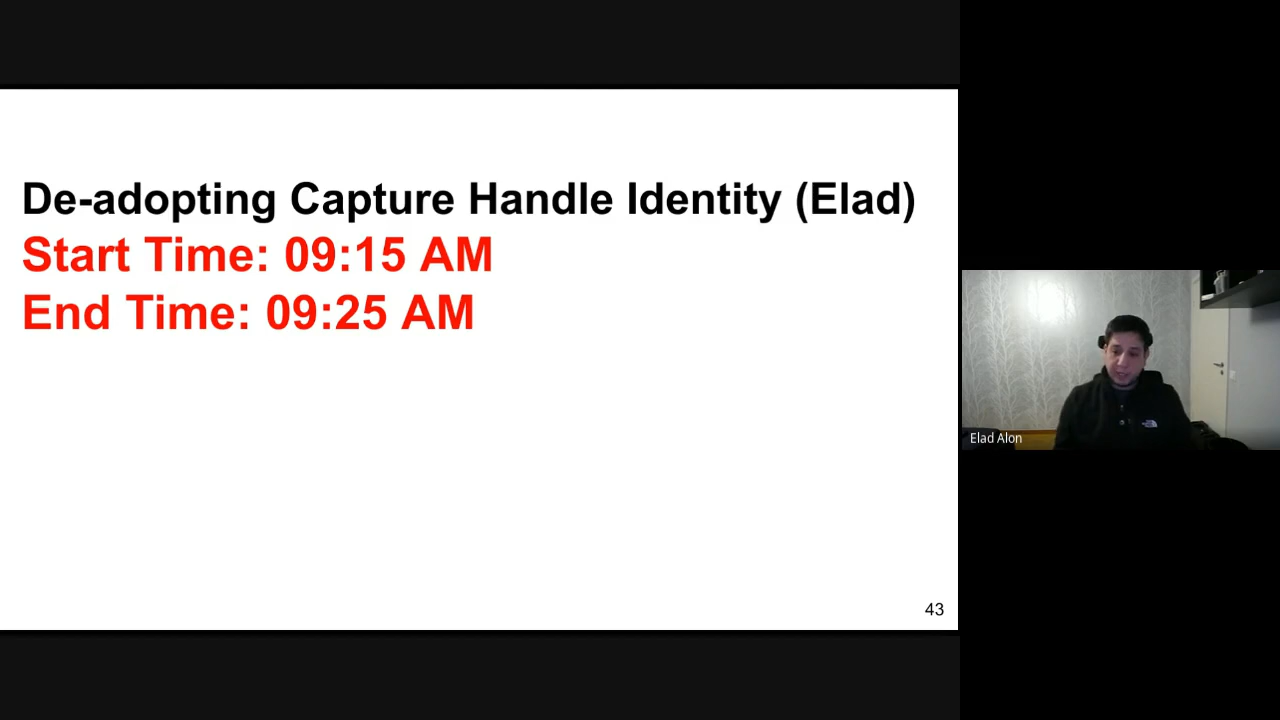 De-adopting Capture Handle Identity (Elad)
Start Time: 09:15 AM
End Time: 09:25 AM
43
Elad Alon